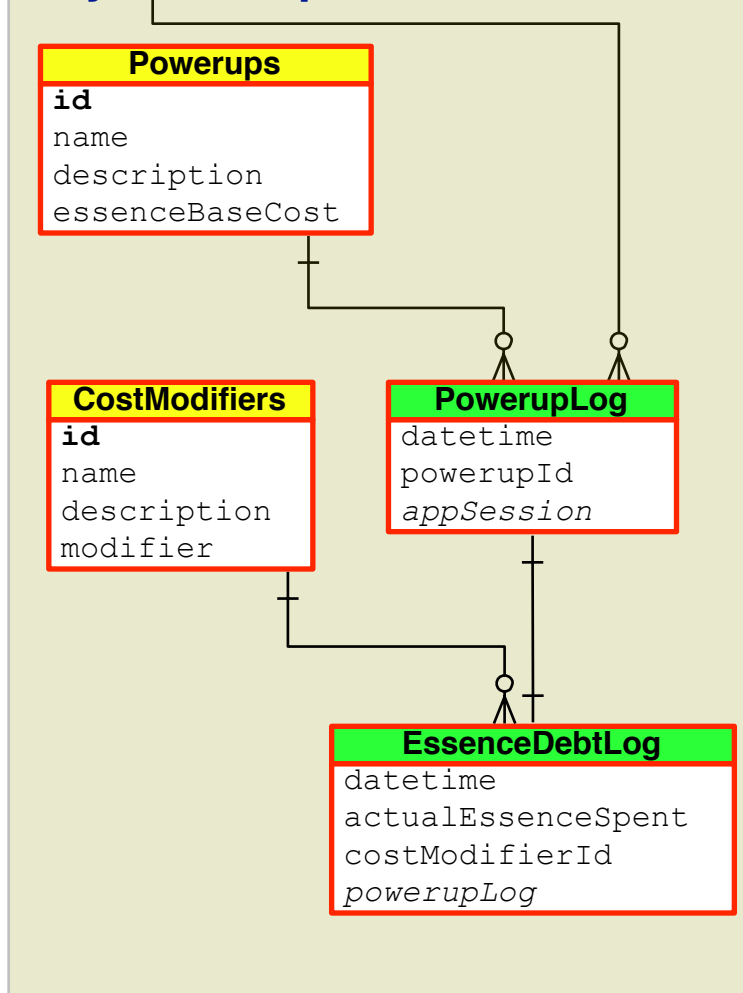 Powerups
id
name
description
essenceBaseCost
CostModifiers
id
name
description
modifier
PowerupLog
datetime
powerupId
appSession
EssenceDebtLog
datetime
actualEssenceSpent
costModifierId
powerupLog